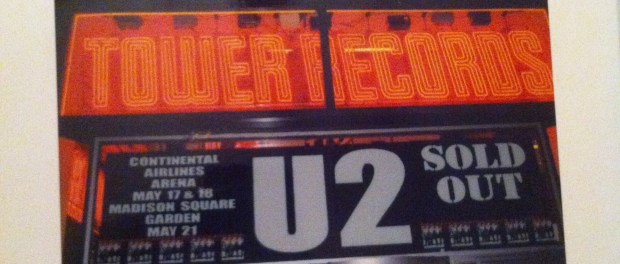 TOWER RECORDS
CONTINENTAL
AIRLINES
ARENA
MAY 17 & 18
MADISON SQUARE
GARDEN
MAY 21
U2
SOLD
OUT